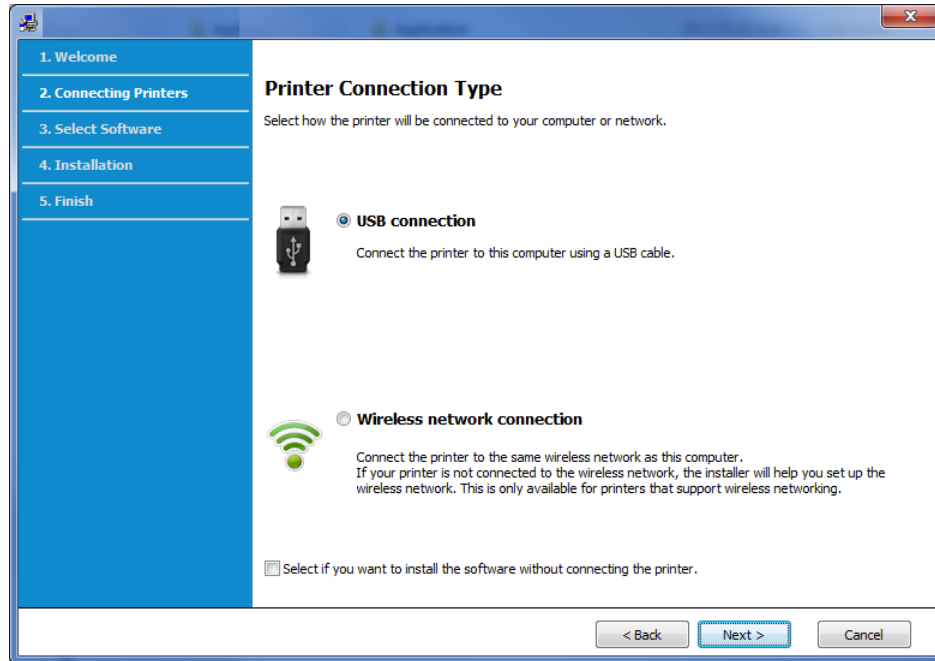 1. Welcome
2. Connecting Printers
3. Select Software
4. Installation
5. Finish
Printer Connection Type
Select how the printer will be connected to your computer or network.
USB connection
Connect the printer to this computer using a USB cable.
Wireless network connection
Connect the printer to the same wireless network as this computer.
If your printer is not connected to the wireless network, the installer will help you set up the
wireless network. This is only available for printers that support wireless networking.
Select if you want to install the software without connecting the printer.
< Back
Next >
Cancel